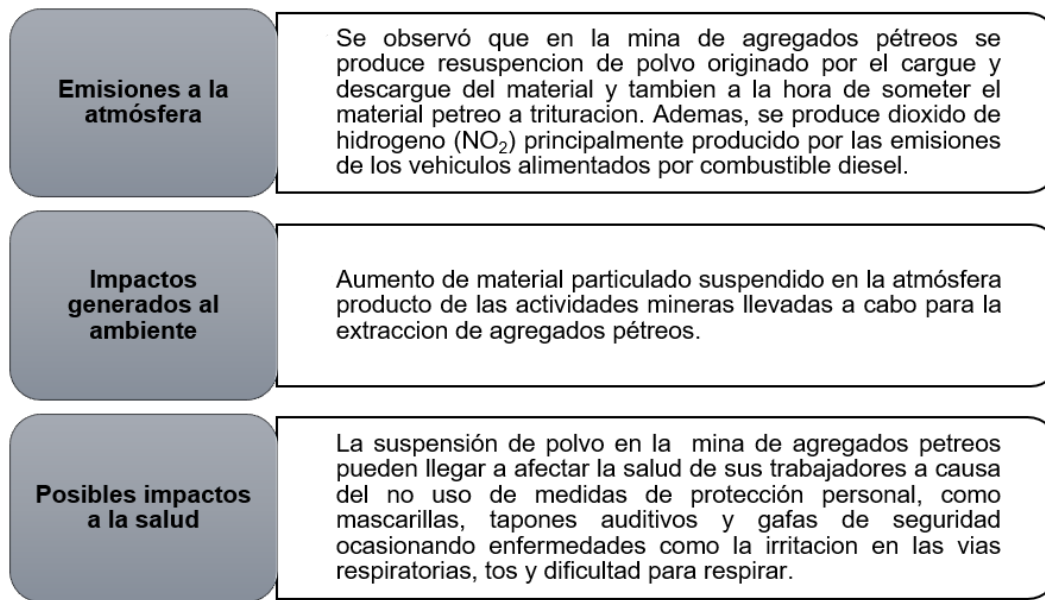 Emisiones a la
atmósfera
Se observó que en la mina de agregados pétreos se
produce resuspencion de polvo originado por el cargue y
descargue del material y tambien a la hora de someter el
material petreo a trituracion. Ademas, se produce dioxido de
hidrogeno (NO₂) principalmente producido por las emisiones
de los vehiculos alimentados por combustible diesel.
Impactos
generados al
ambiente
Aumento de material particulado suspendido en la atmósfera
producto de las actividades mineras llevadas a cabo para la
extraccion de agregados pétreos.
Posibles impactos
a la salud
La suspensión de polvo en la mina de agregados petreos
pueden llegar a afectar la salud de sus trabajadores a causa
del no uso de medidas de protección personal, como
mascarillas, tapones auditivos y gafas de seguridad
ocasionando enfermedades como la irritacion en las vias
respiratorias, tos y dificultad para respirar.